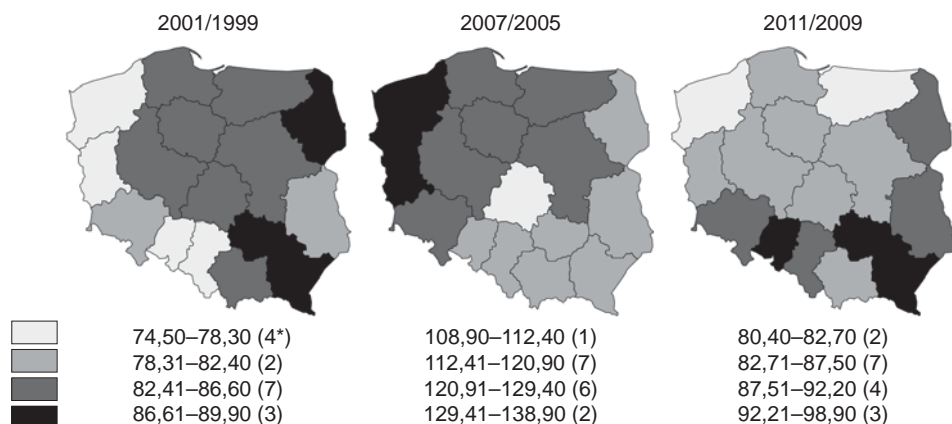 2001/1999 2007/2005 2011/2009
74,50–78,30 (4*) 108,90–112,40 (1) 80,40–82,70 (2)
78,31–82,40 (2) 112,41–120,90 (7) 82,71–87,50 (7)
82,41–86,60 (7) 120,91–129,40 (6) 87,51–92,20 (4)
86,61–89,90 (3) 129,41–138,90 (2) 92,21–98,90 (3)